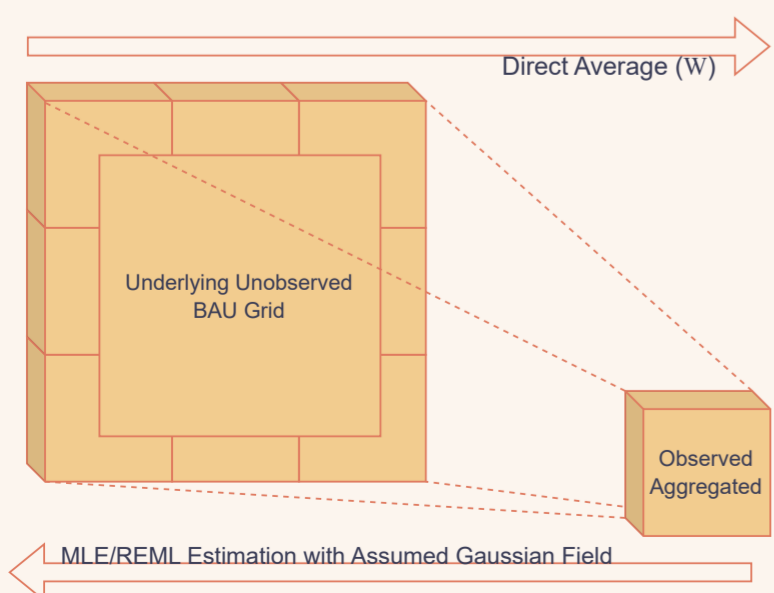 Direct Average (W)
Underlying Unobserved
BAU Grid
Observed
Aggregated
MLE/REML Estimation with Assumed Gaussian Field